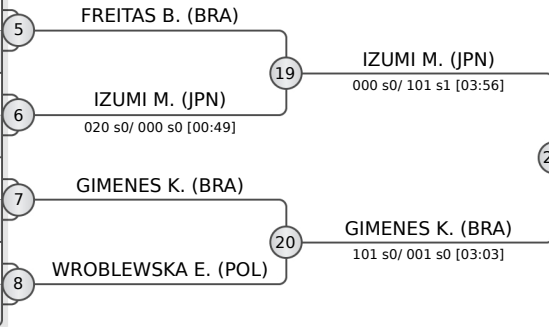 FREITAS B. (BRA)
5
19
IZUMI M. (JPN)
000 s0/ 101 s1 [03:56]
IZUMI M. (JPN)
6
020 s0/ 000 s0 [00:49]
GIMENES K. (BRA)
7
20
GIMENES K. (BRA)
101 s0/ 001 s0 [03:03]
WROBLEWSKA E. (POL)
8